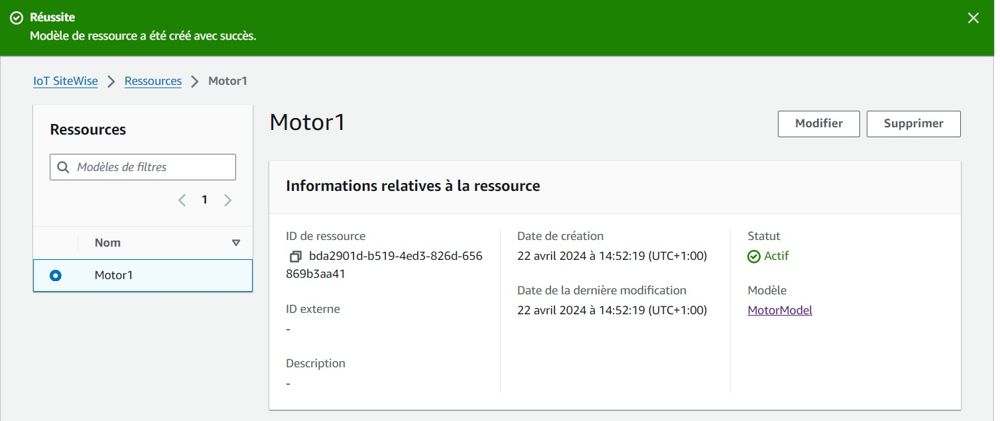 Réussite
Modèle de ressource a été créé avec succès.
IoT SiteWise > Ressources > Motor1
Ressources
Modèles de filtres
1
Nom
Motor1
Motor1
Modifier
Supprimer
Informations relatives à la ressource
ID de ressource
bda2901d-b519-4ed3-826d-656
869b3aa41
ID externe
-
Description
-
Date de création
22 avril 2024 à 14:52:19 (UTC+1:00)
Date de la dernière modification
22 avril 2024 à 14:52:19 (UTC+1:00)
Statut
Actif
Modèle
MotorModel